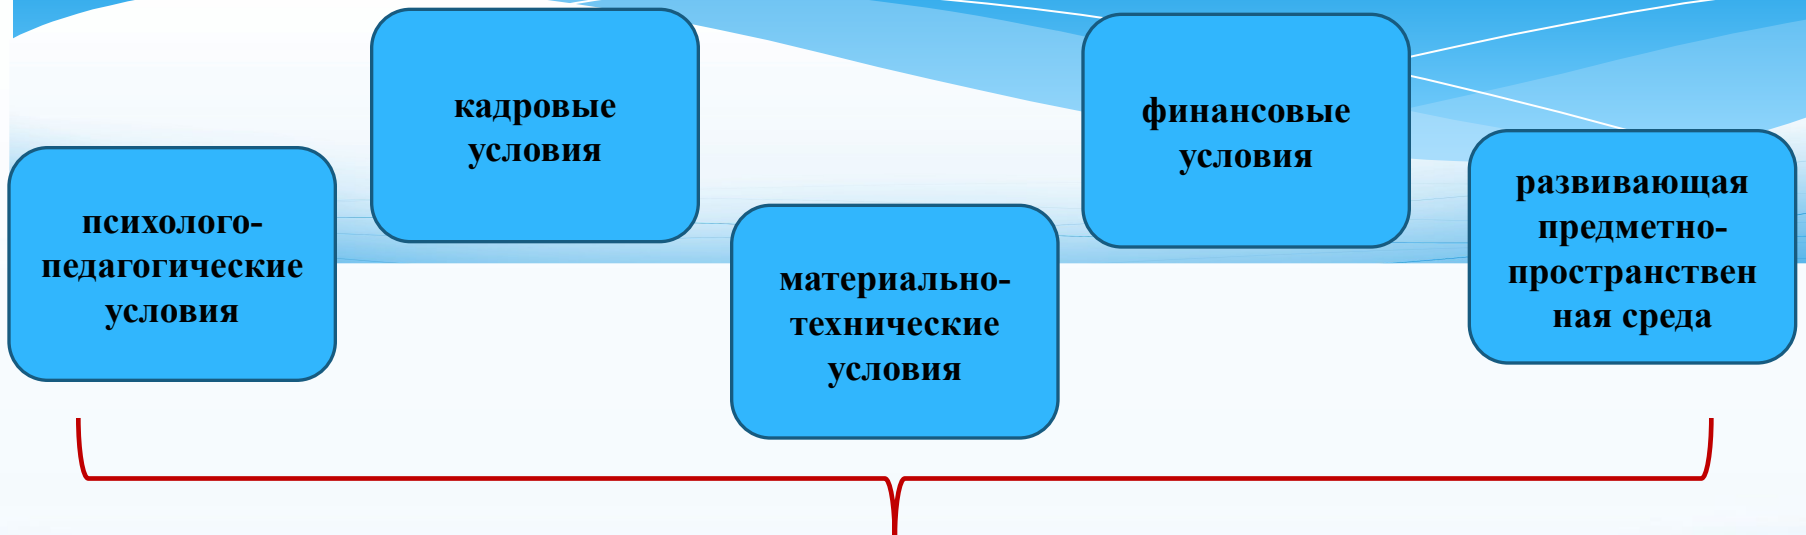 психолого-
педагогические
условия
кадровые
условия
материально-
технические
условия
финансовые
условия
развивающая
предметно-
пространствен
ная среда